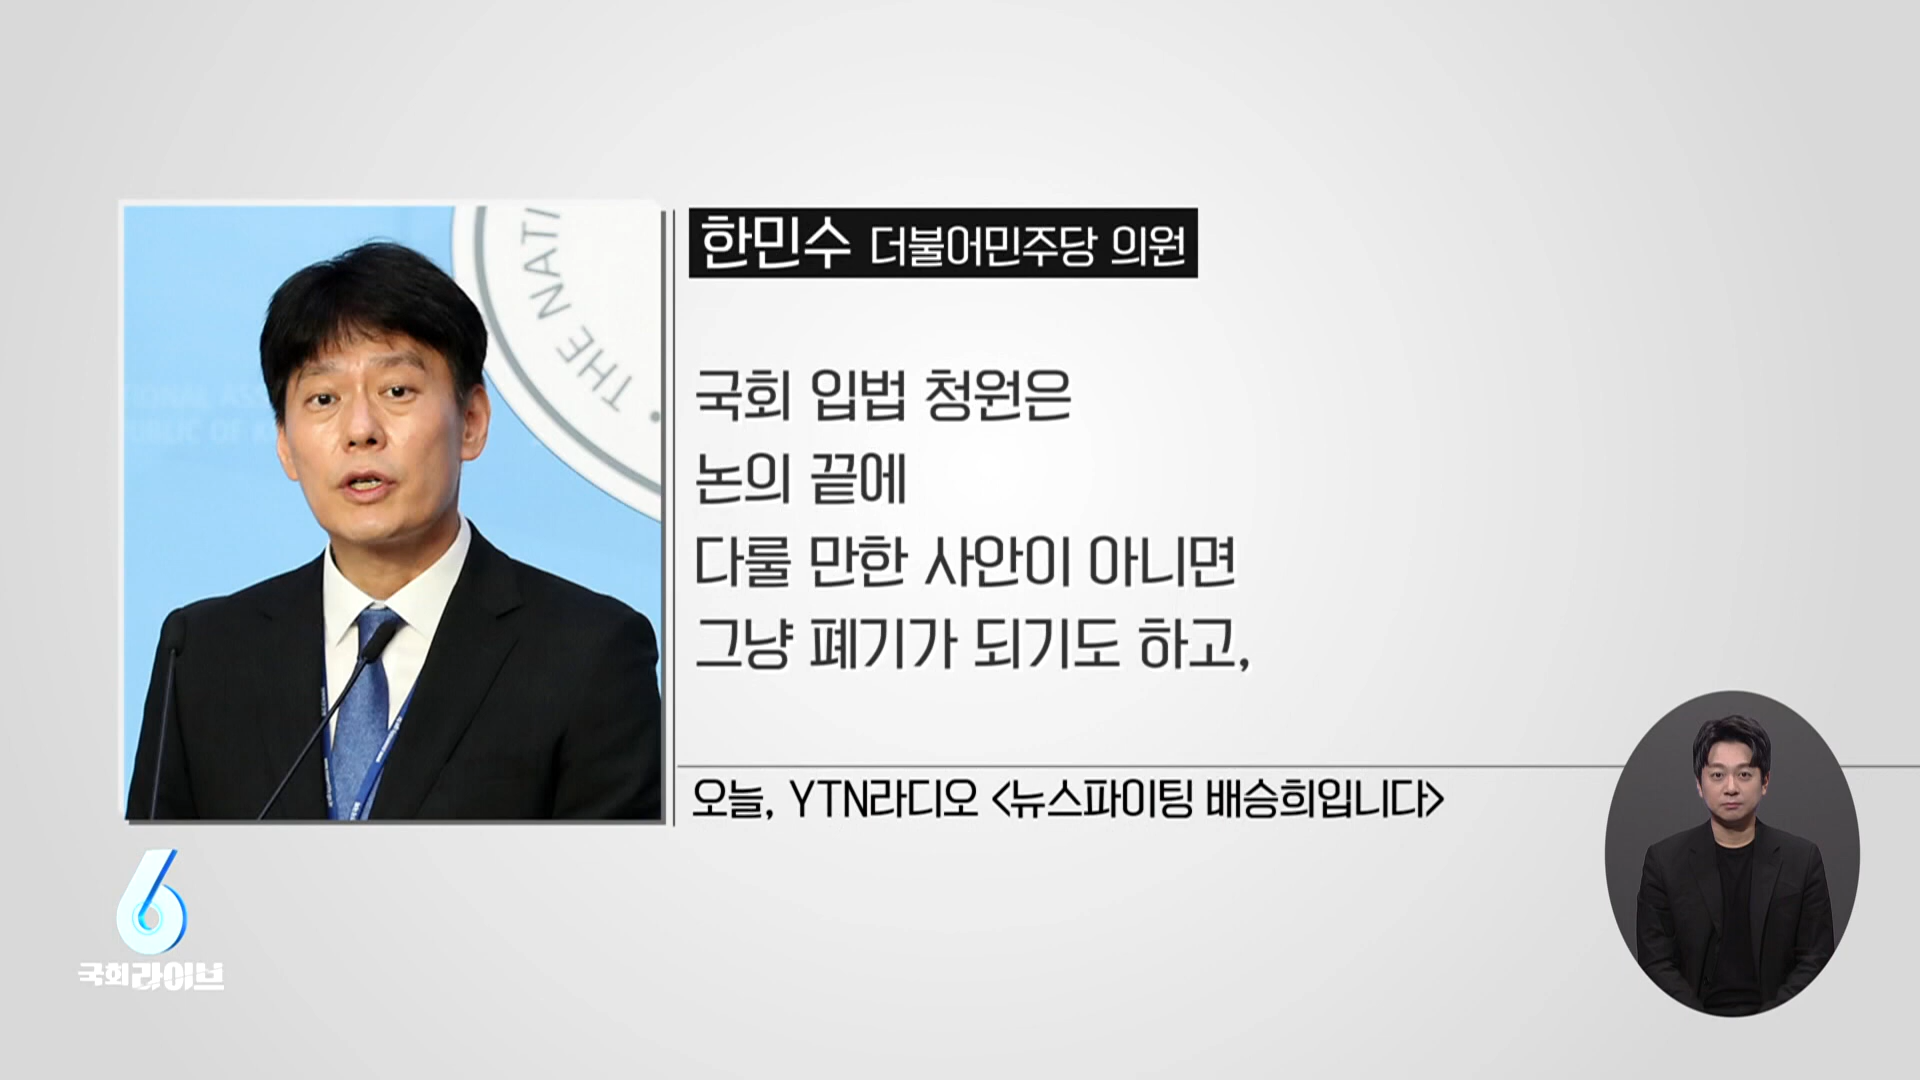 THE NATI
한민수 더불어민주당 의원
국회 입법 청원은
논의 끝에
다룰 만한 사안이 아니면
그냥 폐기가 되기도 하고,
오늘, YTN라디오 <뉴스파이팅 배승희입니다>
6
국회라이브